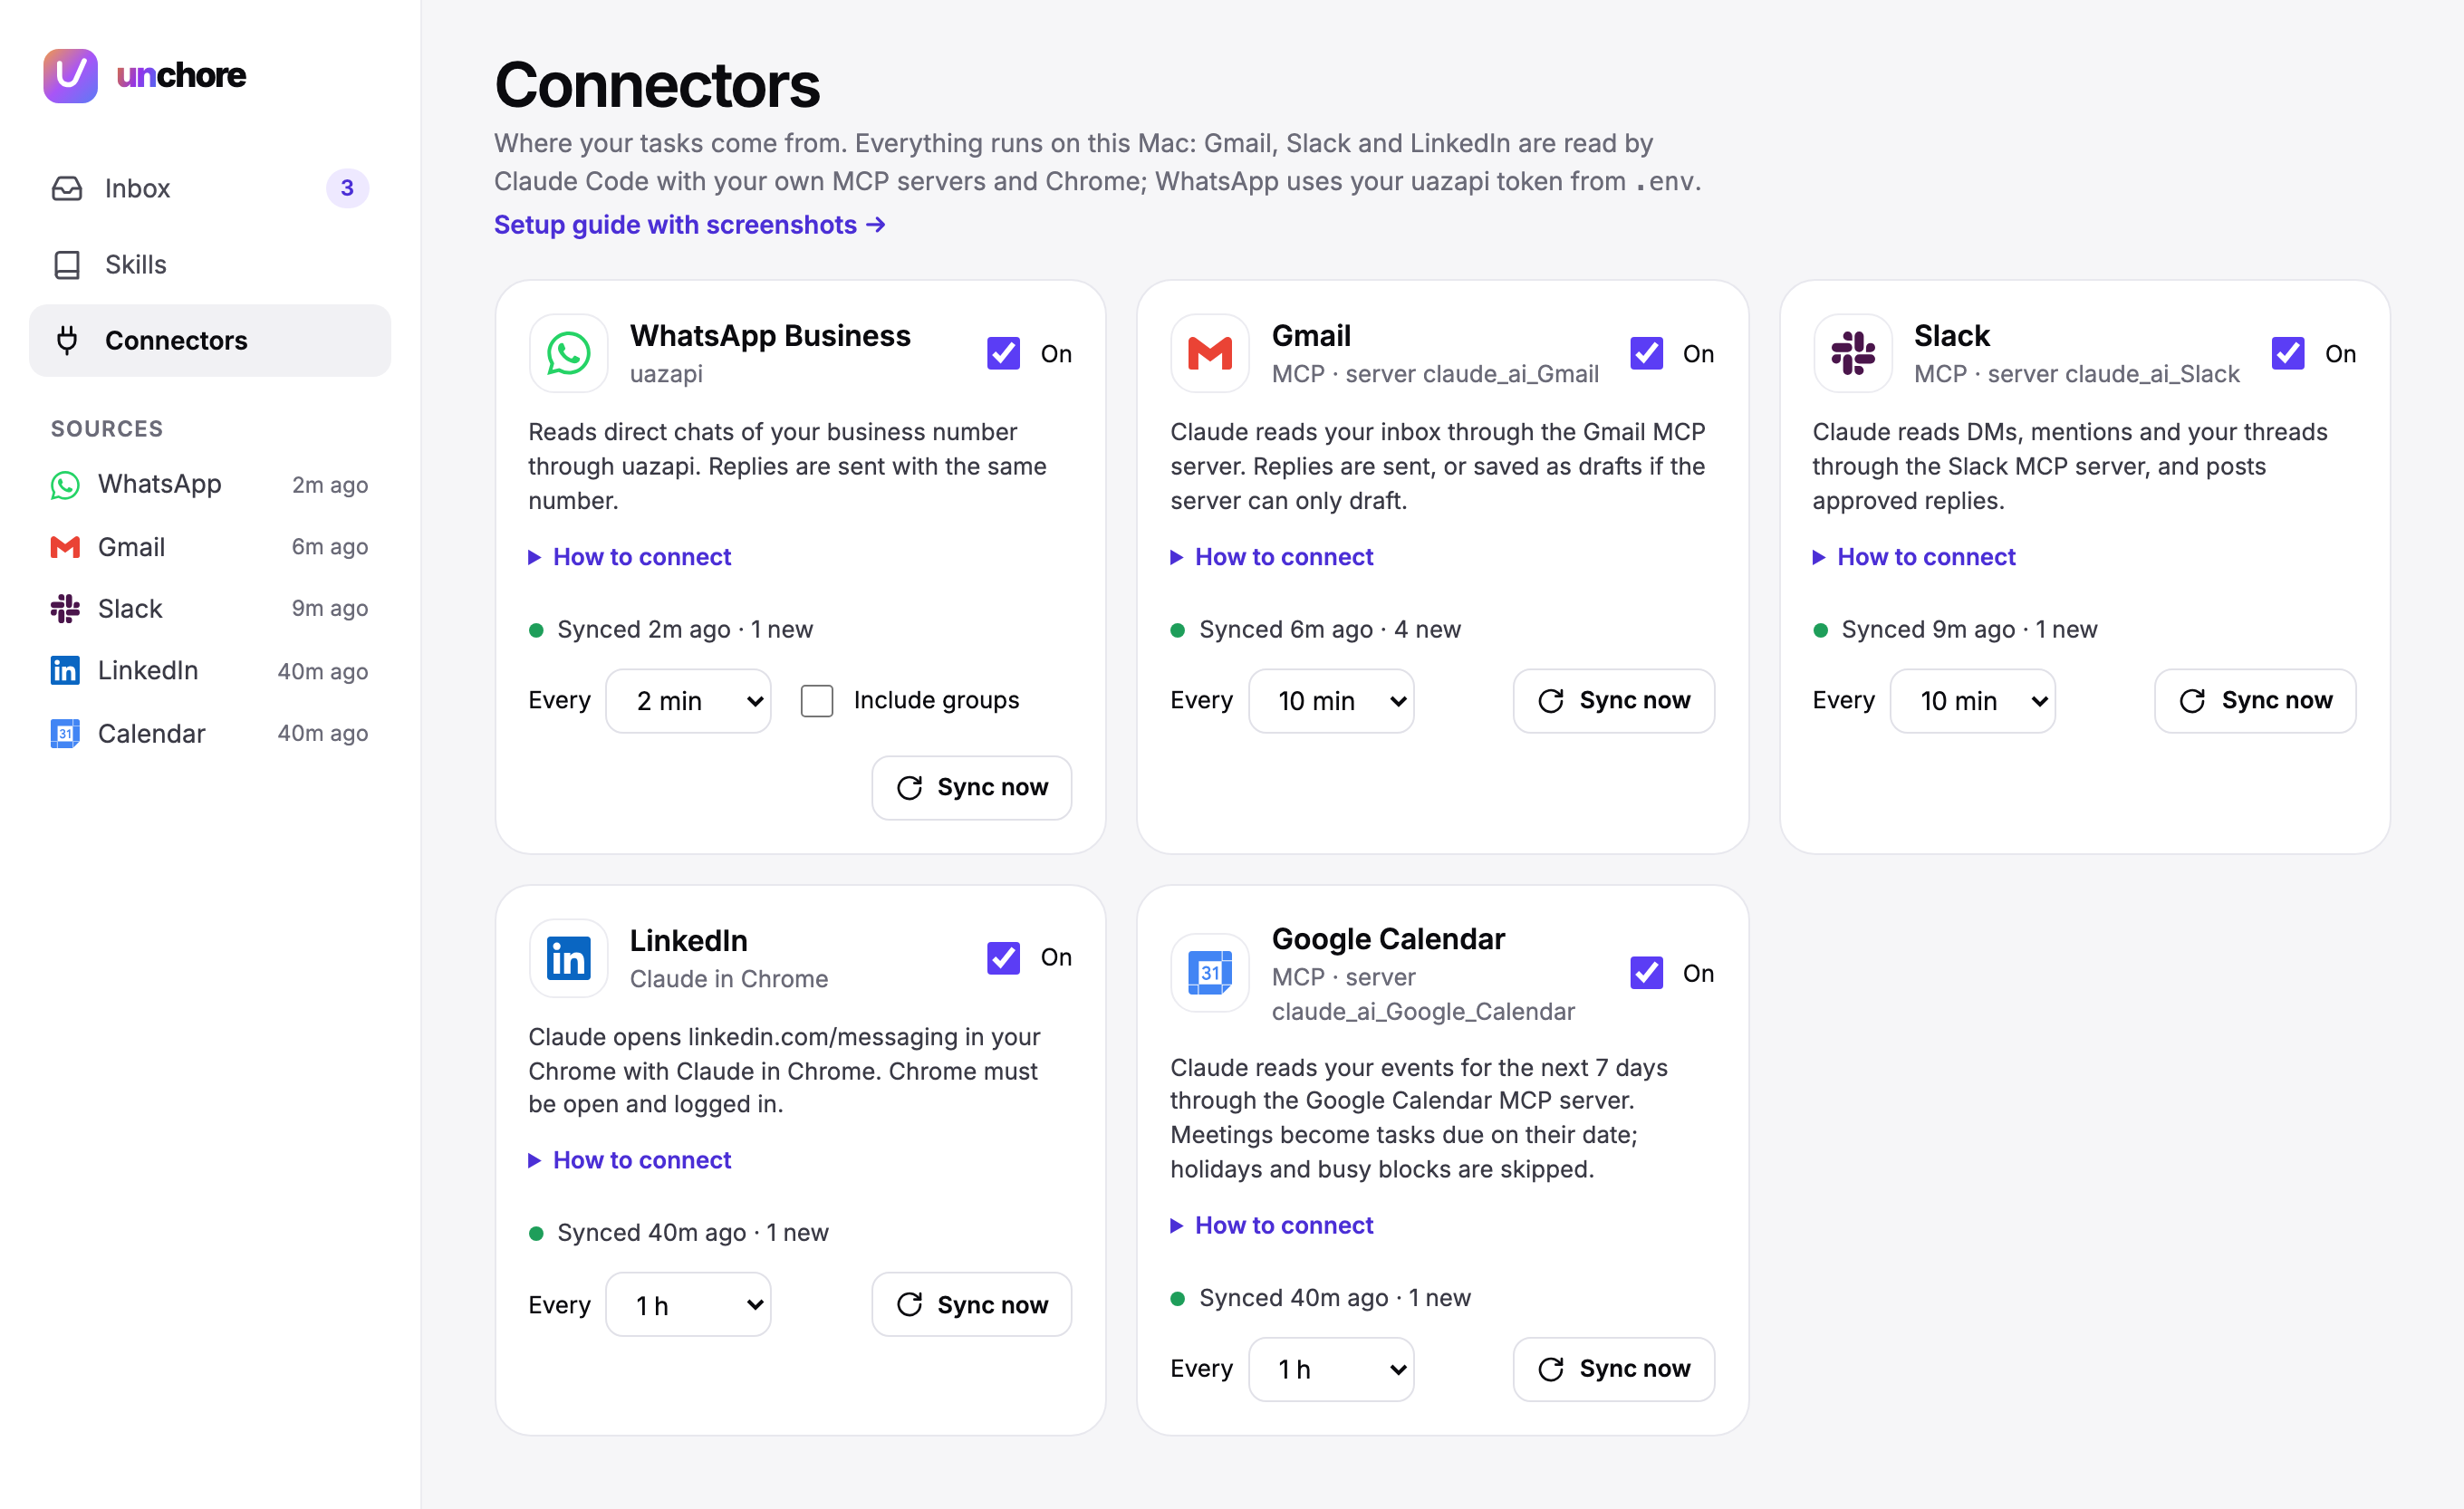 unchore
Inbox 3
Skills
Connectors
SOURCES
WhatsApp 2m ago
Gmail 6m ago
Slack 9m ago
LinkedIn 40m ago
31 Calendar 40m ago
Connectors
Where your tasks come from. Everything runs on this Mac: Gmail, Slack and LinkedIn are read by
Claude Code with your own MCP servers and Chrome; WhatsApp uses your uazapi token from .env.
Setup guide with screenshots →
WhatsApp Business
uazapi
On
Reads direct chats of your business number
through uazapi. Replies are sent with the same
number.
How to connect
Synced 2m ago · 1 new
Every 2 min Include groups
Sync now
Gmail
MCP · server claude_ai_Gmail
On
Claude reads your inbox through the Gmail MCP
server. Replies are sent, or saved as drafts if the
server can only draft.
How to connect
Synced 6m ago · 4 new
Every 10 min Sync now
Slack
MCP · server claude_ai_Slack
On
Claude reads DMs, mentions and your threads
through the Slack MCP server, and posts
approved replies.
How to connect
Synced 9m ago · 1 new
Every 10 min Sync now
in
LinkedIn
Claude in Chrome
On
Claude opens linkedin.com/messaging in your
Chrome with Claude in Chrome. Chrome must
be open and logged in.
How to connect
Synced 40m ago · 1 new
Every 1 h Sync now
31
Google Calendar
MCP · server
claude_ai_Google_Calendar
On
Claude reads your events for the next 7 days
through the Google Calendar MCP server.
Meetings become tasks due on their date;
holidays and busy blocks are skipped.
How to connect
Synced 40m ago · 1 new
Every 1 h Sync now